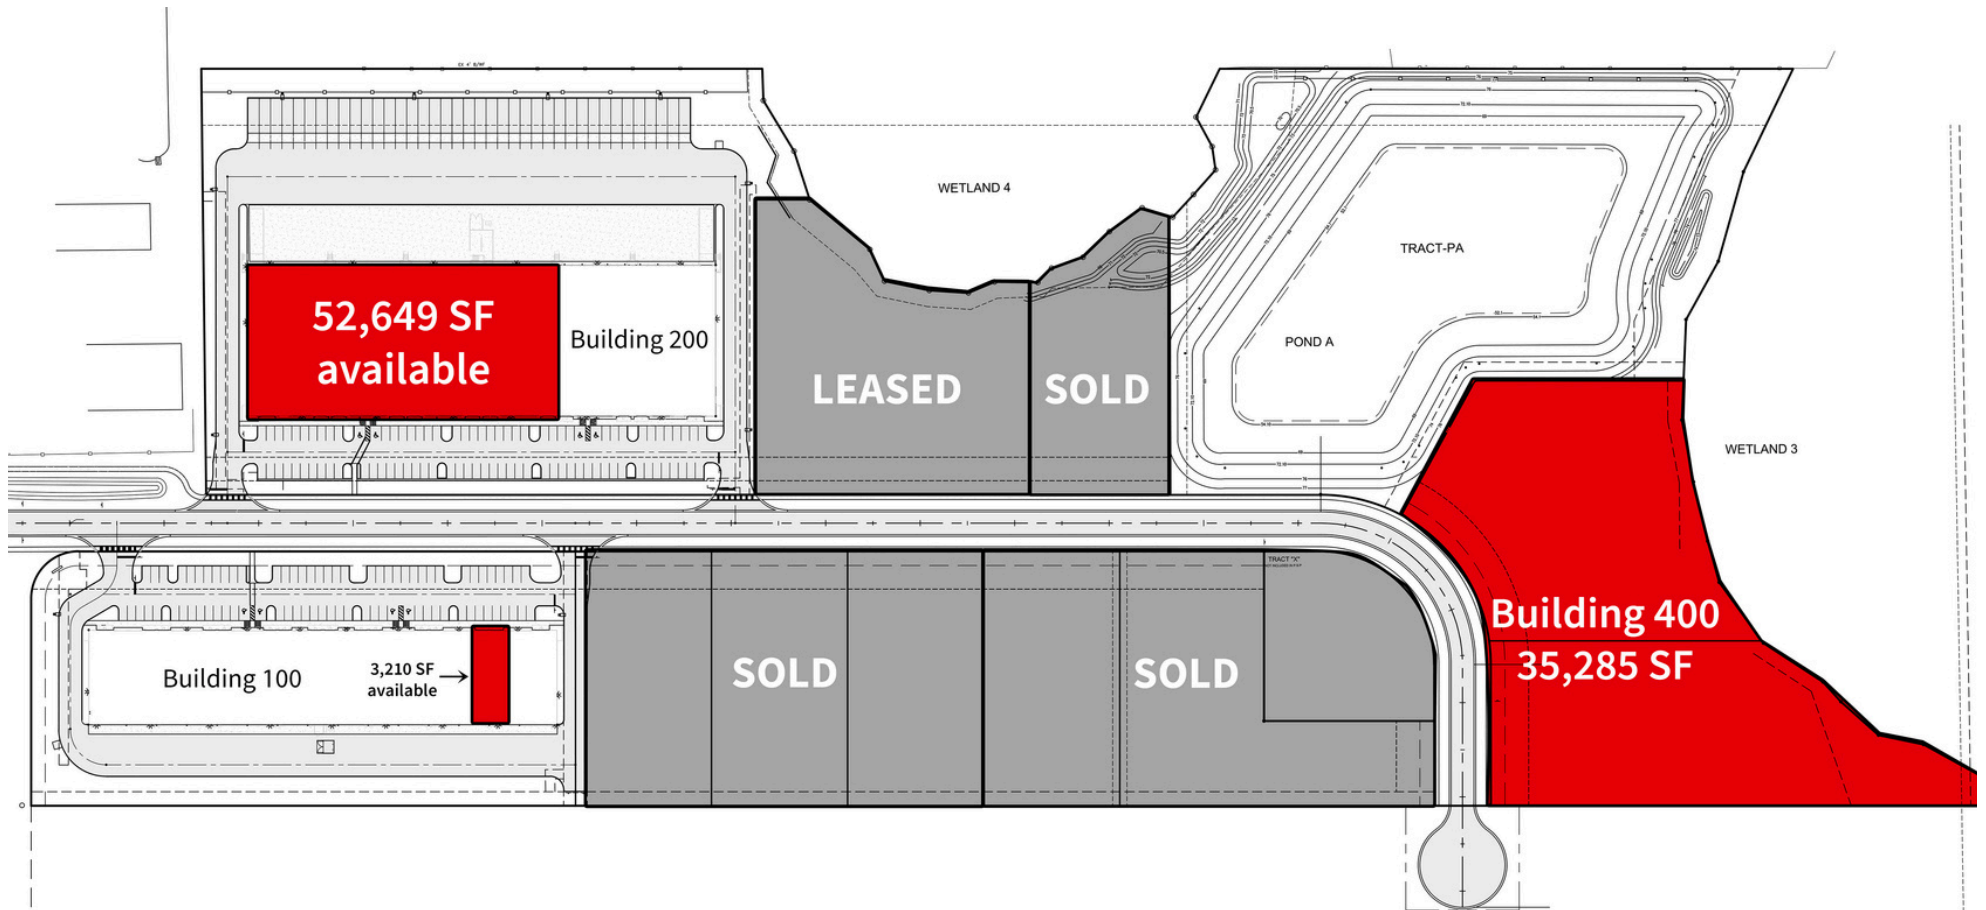 WETLAND 4
TRACT-PA
52,649 SF
available
Building 200
POND A
LEASED
SOLD
WETLAND 3
TRACT "X"
Building 400
35,285 SF
Building 100
3,210 SF
available
SOLD
SOLD